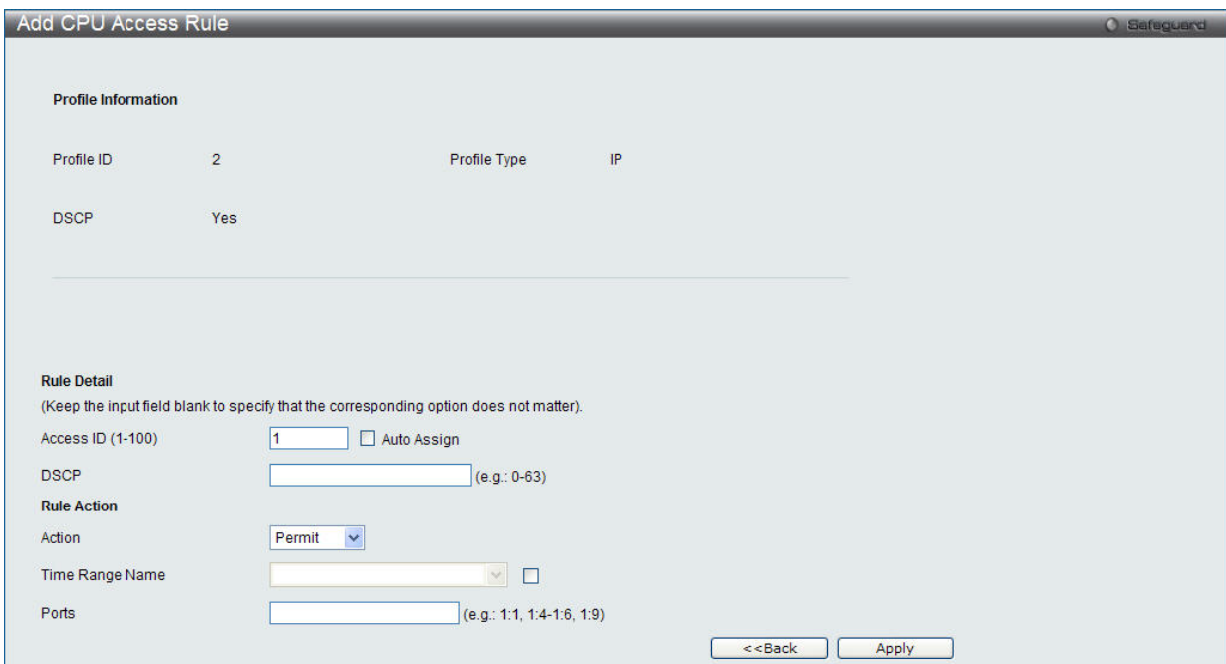 Add CPU Access Rule Safeguard
Profile Information
Profile ID 2 Profile Type IP
DSCP Yes
Rule Detail
(Keep the input field blank to specify that the corresponding option does not matter).
Access ID (1-100) 1 Auto Assign
DSCP (e.g.: 0-63)
Rule Action
Action Permit
Time Range Name
Ports (e.g.: 1:1, 1:4-1:6, 1:9)
<<Back Apply